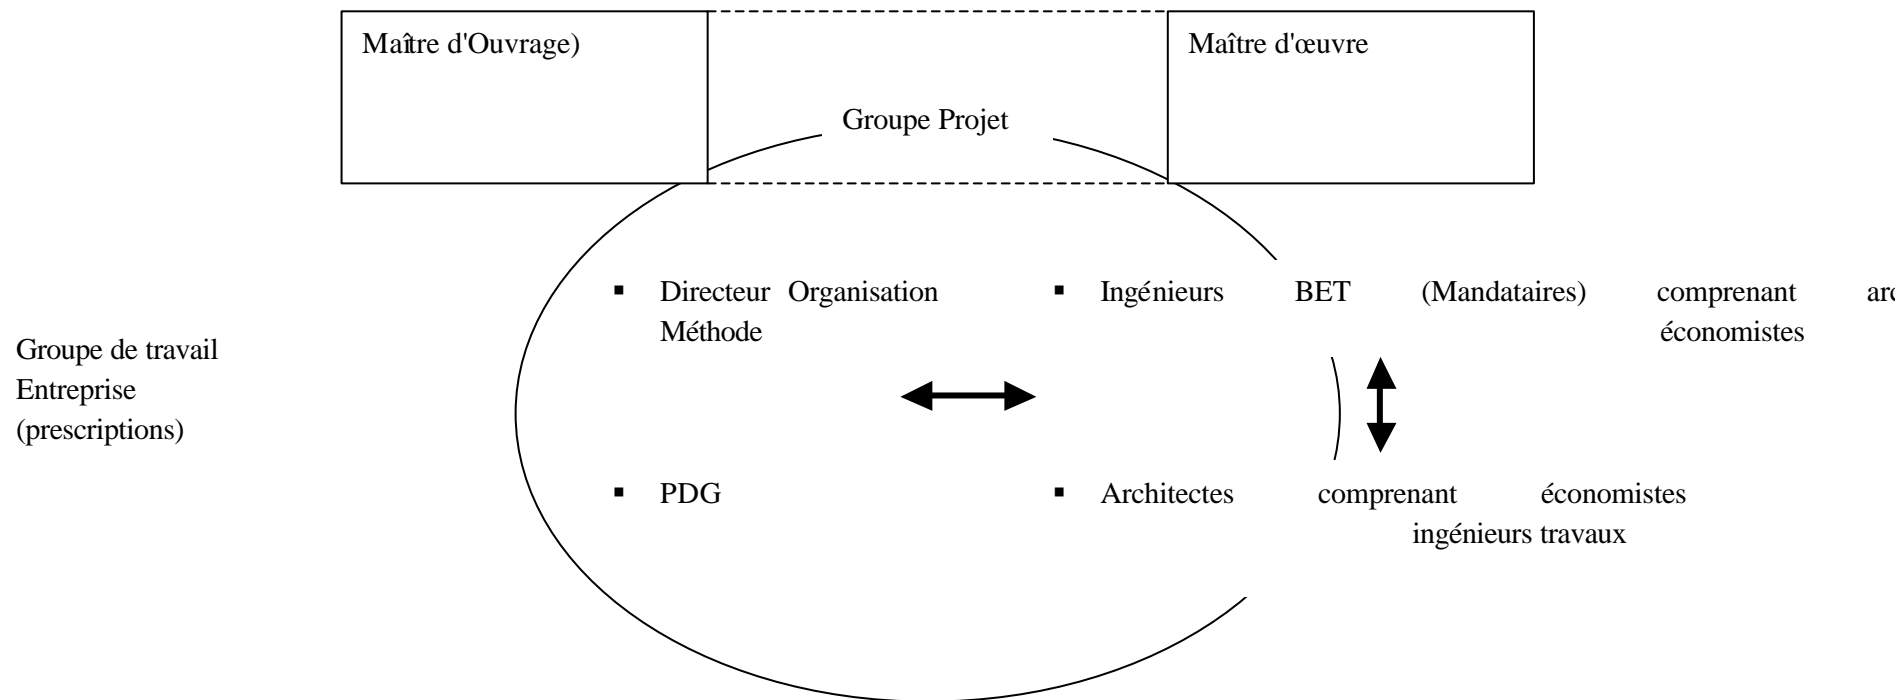 Maître d'Ouvrage)
Maître d'œuvre
Groupe Projet
▪ Directeur Organisation
Méthode
▪ Ingénieurs BET (Mandataires) comprenant
économistes
Groupe de travail
Entreprise
(prescriptions)
▪ PDG
▪ Architectes comprenant économistes
ingénieurs travaux